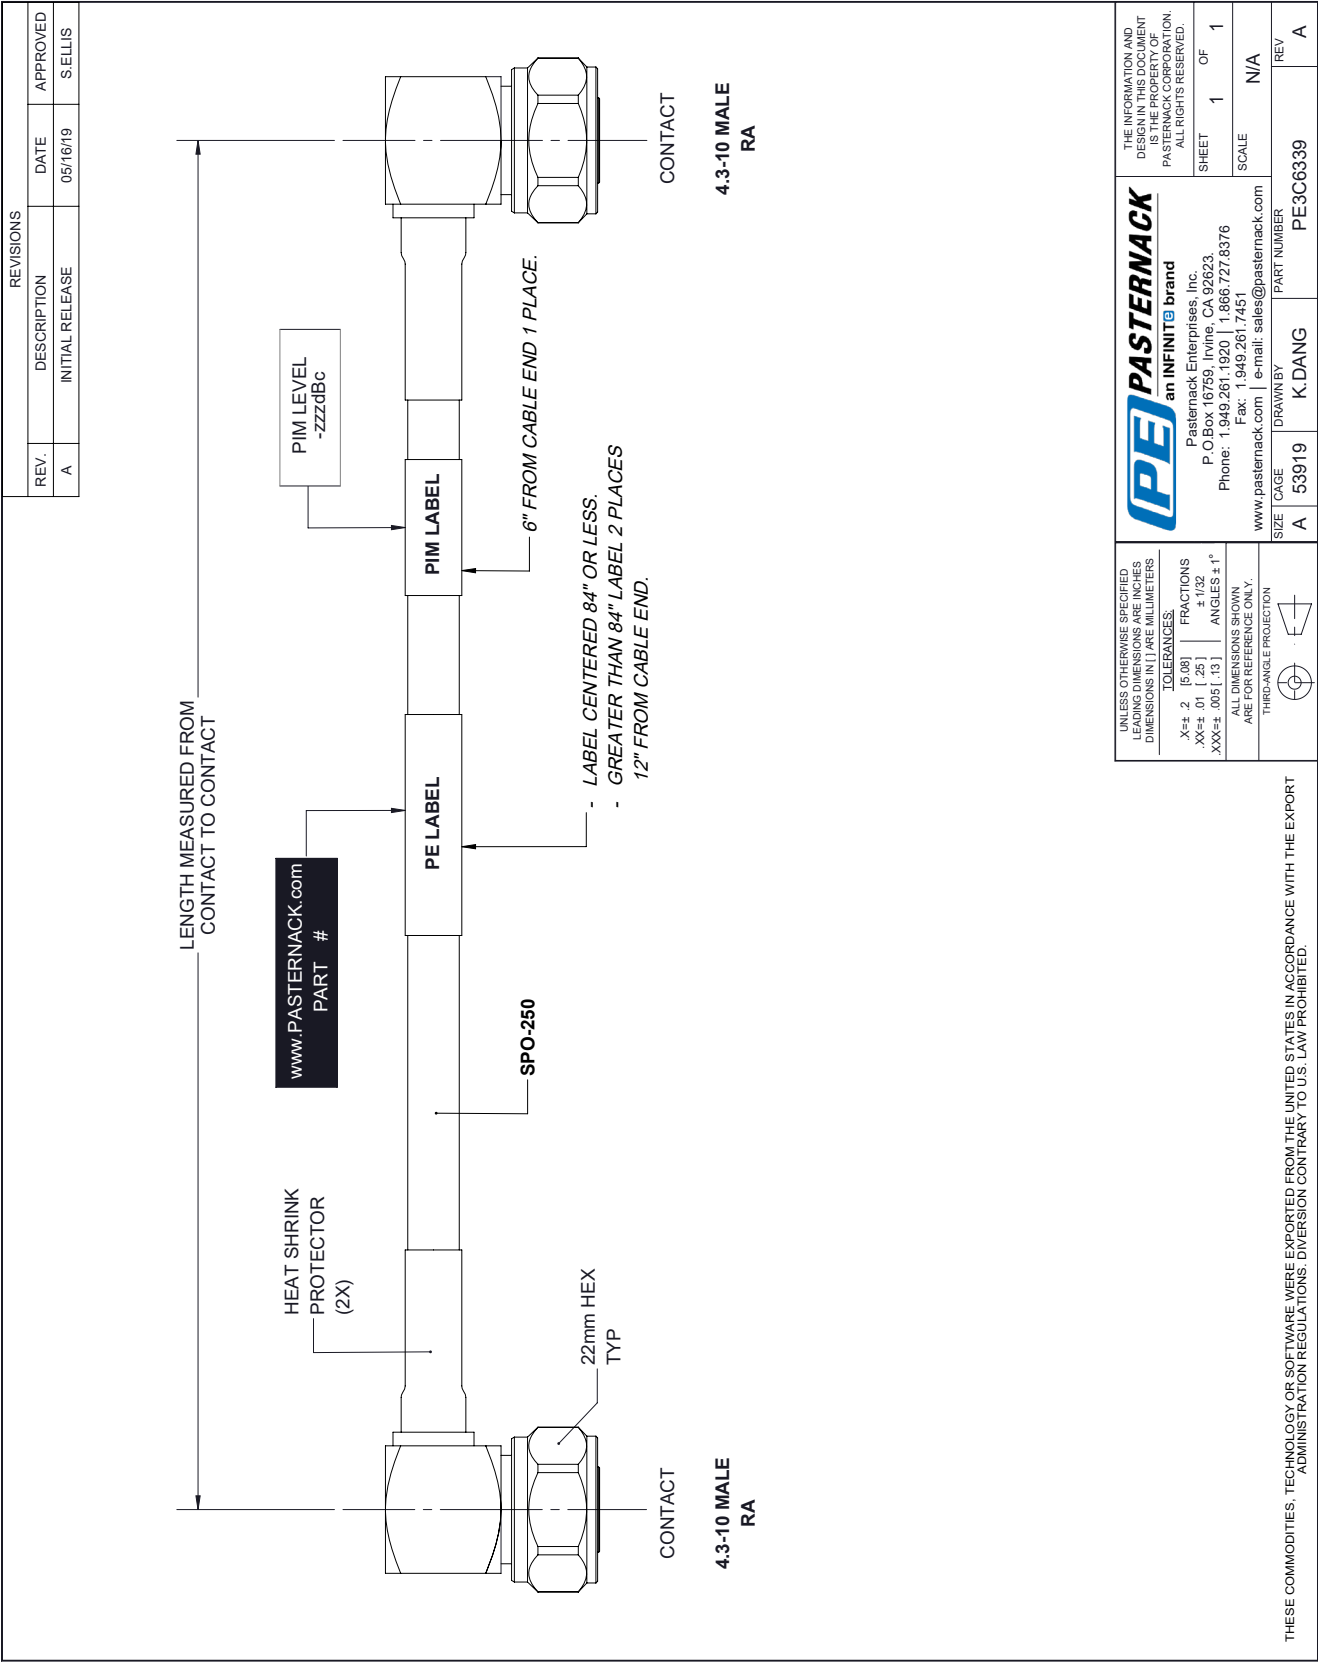 REVISIONS
REV. DESCRIPTION DATE APPROVED
A INITIAL RELEASE 05/16/19 S.ELLIS
LENGTH MEASURED FROM
CONTACT TO CONTACT
HEAT SHRINK
PROTECTOR
(2X)
www.PASTERNACK.com
PART #
PIM LEVEL
-zzzdBc
PE LABEL
PIM LABEL
22mm HEX
TYP
SPO-250
- LABEL CENTERED 84" OR LESS.
- GREATER THAN 84" LABEL 2 PLACES
12" FROM CABLE END.
6" FROM CABLE END 1 PLACE.
CONTACT
4.3-10 MALE
RA
CONTACT
4.3-10 MALE
RA
THESE COMMODITIES, TECHNOLOGY OR SOFTWARE WERE EXPORTED FROM THE UNITED STATES IN ACCORDANCE WITH THE EXPORT
ADMINISTRATION REGULATIONS. DIVERSION CONTRARY TO U.S. LAW PROHIBITED.
UNLESS OTHERWISE SPECIFIED
LEADING DIMENSIONS ARE INCHES
DIMENSIONS IN [ ] ARE MILLIMETERS
TOLERANCES:
.X=± .2 [5.08] FRACTIONS
.XX=± .01 [ .25 ] ± 1/32
.XXX=± .005 [ .13 ] ANGLES ± 1°
ALL DIMENSIONS SHOWN
ARE FOR REFERENCE ONLY.
THIRD-ANGLE PROJECTION
PE PASTERNACK
an INFINITe brand
Pasternack Enterprises, Inc.
P.O.Box 16759, Irvine, CA 92623.
Phone: 1.949.261.1920 | 1.866.727.8376
Fax: 1.949.261.7451
www.pasternack.com | e-mail: sales@pasternack.com
THE INFORMATION AND
DESIGN IN THIS DOCUMENT
IS THE PROPERTY OF
PASTERNACK CORPORATION.
ALL RIGHTS RESERVED.
SHEET 1 OF 1
SCALE N/A
SIZE A
CAGE 53919
DRAWN BY K.DANG
PART NUMBER PE3C6339
REV A